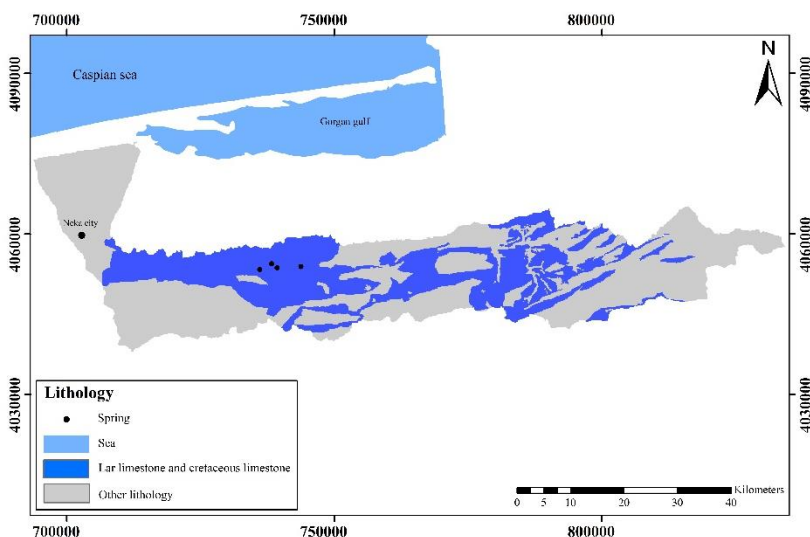 700000 750000 800000
N
4090000 4090000
Caspian sea
Gorgan gulf
Neka city
4060000 4060000
4030000 4030000
Lithology
Spring
Sea
Lar limestone and cretaceous limestone
Other lithology
Kilometers
0 5 10 20 30 40
700000 750000 800000